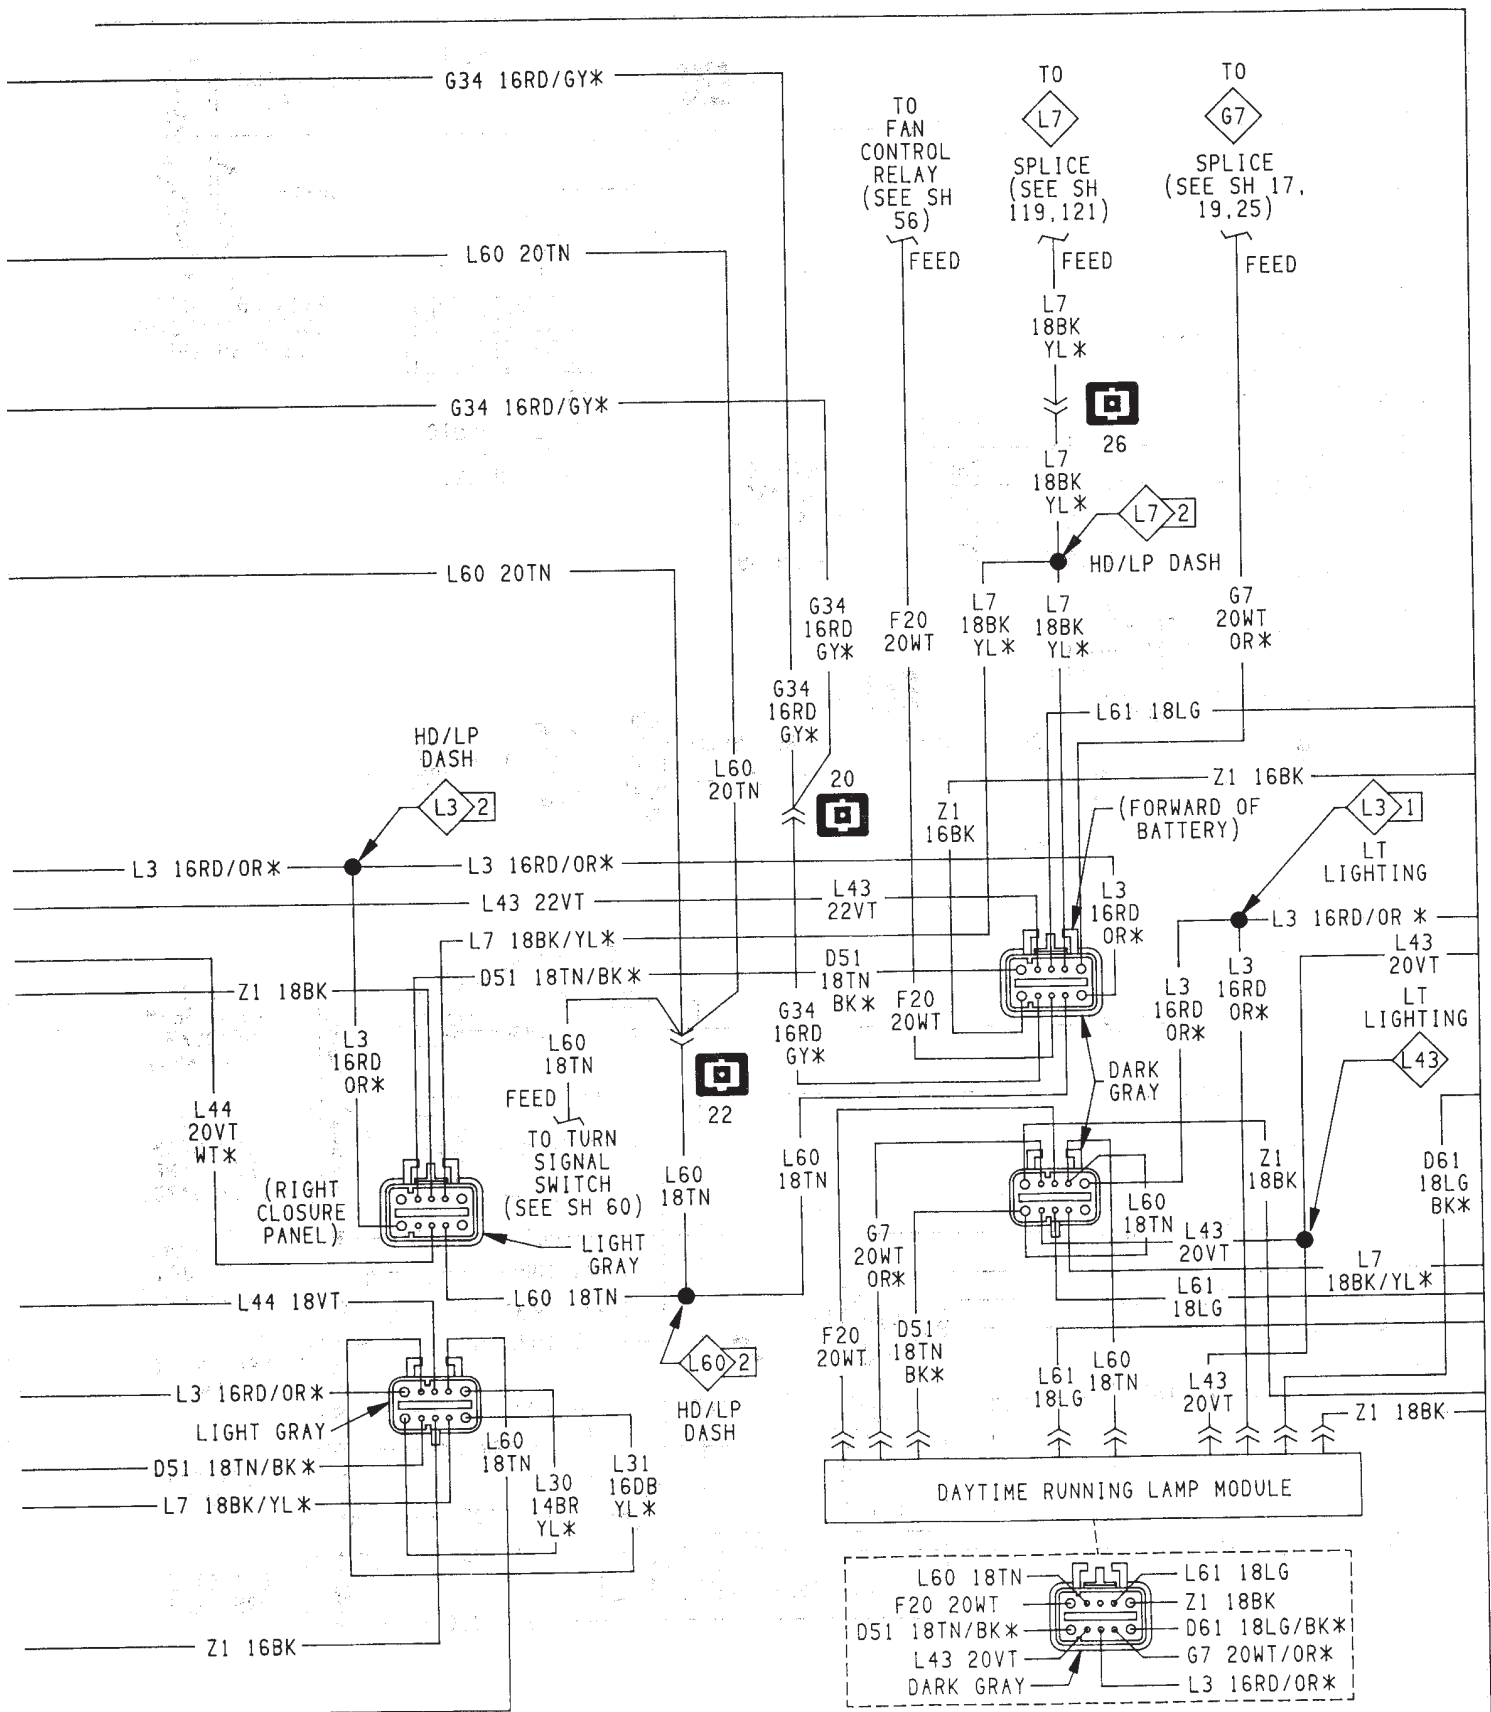 G34 16RD/GY*
TO
L7
SPLICE
(SEE SH
119,121)
FEED
TO
G7
SPLICE
(SEE SH 17,
19,25)
FEED
TO
FAN
CONTROL
RELAY
(SEE SH
56)
FEED
L60 20TN
L7
18BK
YL*
G34 16RD/GY*
26
L7
18BK
YL*
L7 2
HD/LP DASH
L60 20TN
G34
16RD
GY*
F20
20WT
L7
18BK
YL*
L7
18BK
YL*
G7
20WT
OR*
G34
16RD
GY*
L61 18LG
HD/LP
DASH
L3 2
L60
20TN
20
Z1 16BK
Z1
16BK
(FORWARD OF
BATTERY)
L3 1
LT
LIGHTING
L3 16RD/OR*
L3 16RD/OR*
L43 22VT
L43
22VT
L3
16RD
OR*
L3 16RD/OR *
L7 18BK/YL*
D51 18TN/BK*
D51
18TN
BK*
L43
20VT
Z1 18BK
L3
16RD
OR*
L60
18TN
FEED
TO TURN
SIGNAL
SWITCH
(SEE SH 60)
22
G34
16RD
GY*
F20
20WT
L3
16RD
OR*
L3
16RD
OR*
LT
LIGHTING
L43
DARK
GRAY
L44
20VT
WT*
(RIGHT
CLOSURE
PANEL)
LIGHT
GRAY
L60
18TN
L60
18TN
G7
20WT
OR*
L60
18TN
L43
20VT
Z1
18BK
D61
18LG
BK*
L7
18BK/YL*
L61
18LG
L44 18VT
L60 18TN
L60 2
HD/LP
DASH
F20
20WT
D51
18TN
BK*
L61
18LG
L60
18TN
L43
20VT
Z1 18BK
L3 16RD/OR*
LIGHT GRAY
D51 18TN/BK*
L7 18BK/YL*
L60
18TN
L30
14BR
YL*
L31
16DB
YL*
Z1 16BK
DAYTIME RUNNING LAMP MODULE
L60 18TN
F20 20WT
D51 18TN/BK*
L43 20VT
DARK GRAY
L61 18LG
Z1 18BK
D61 18LG/BK*
G7 20WT/OR*
L3 16RD/OR*